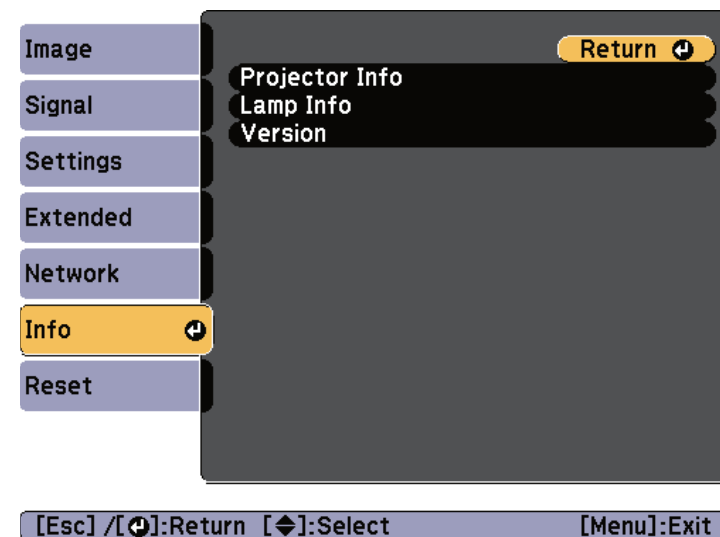 Image
Signal
Settings
Extended
Network
Info
Reset
Return
Projector Info
Lamp Info
Version
[Esc] /[⏎]:Return [◆]:Select [Menu]:Exit